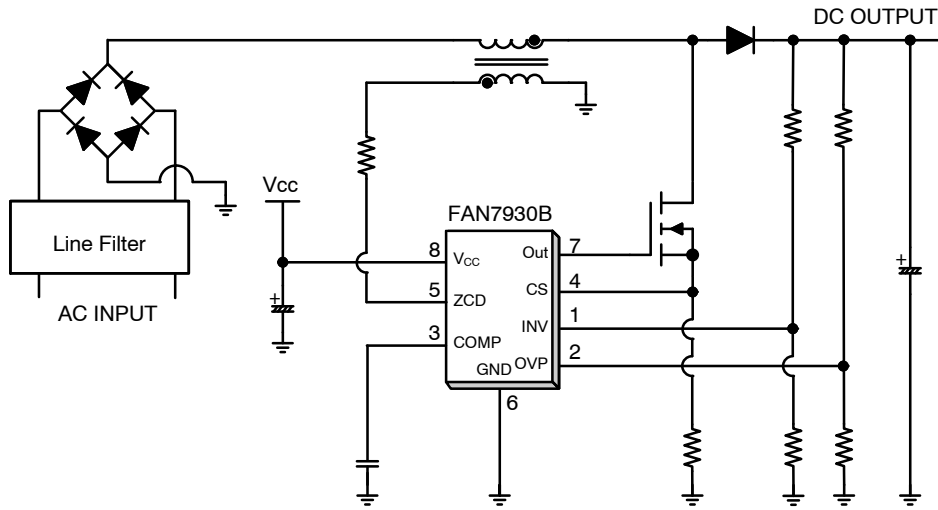 DC OUTPUT
Vcc
FAN7930B
Line Filter
AC INPUT
8
VCC
Out
7
5
ZCD
CS
4
3
COMP
INV
1
GND
OVP
2
6
+
+